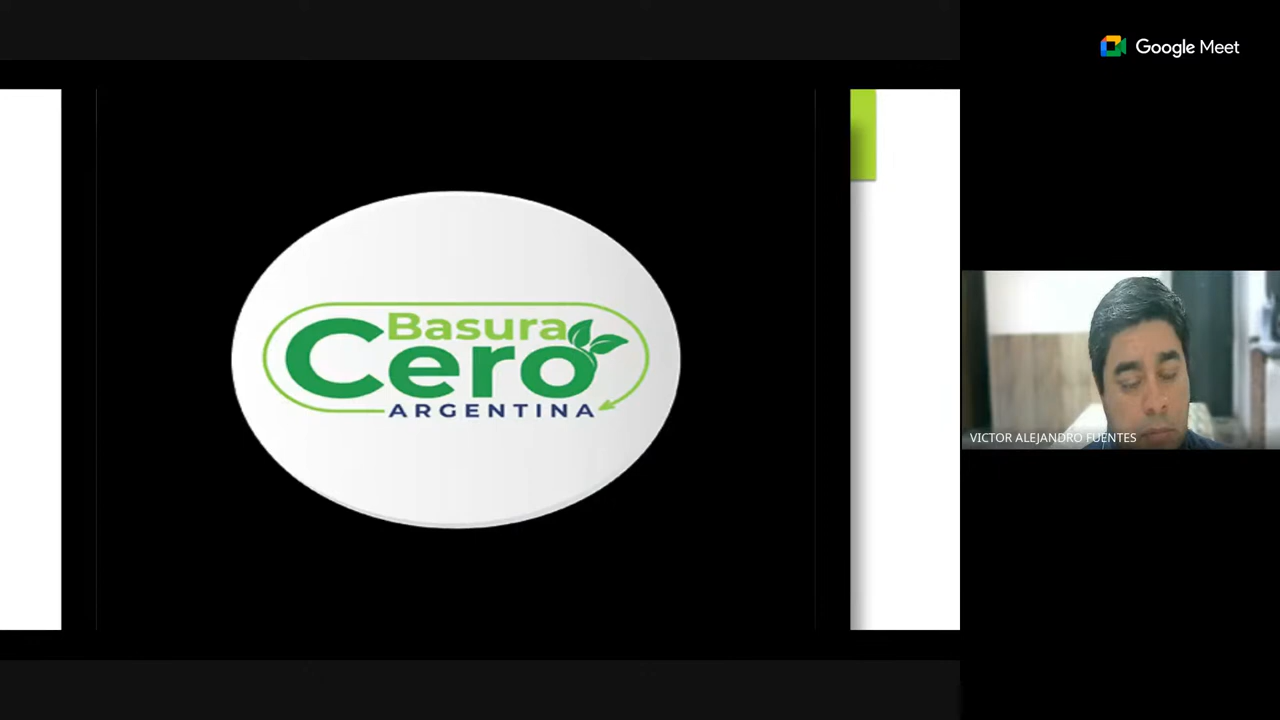 Google Meet
Basura
Cero
ARGENTINA
VICTOR ALEJANDRO FUENTES